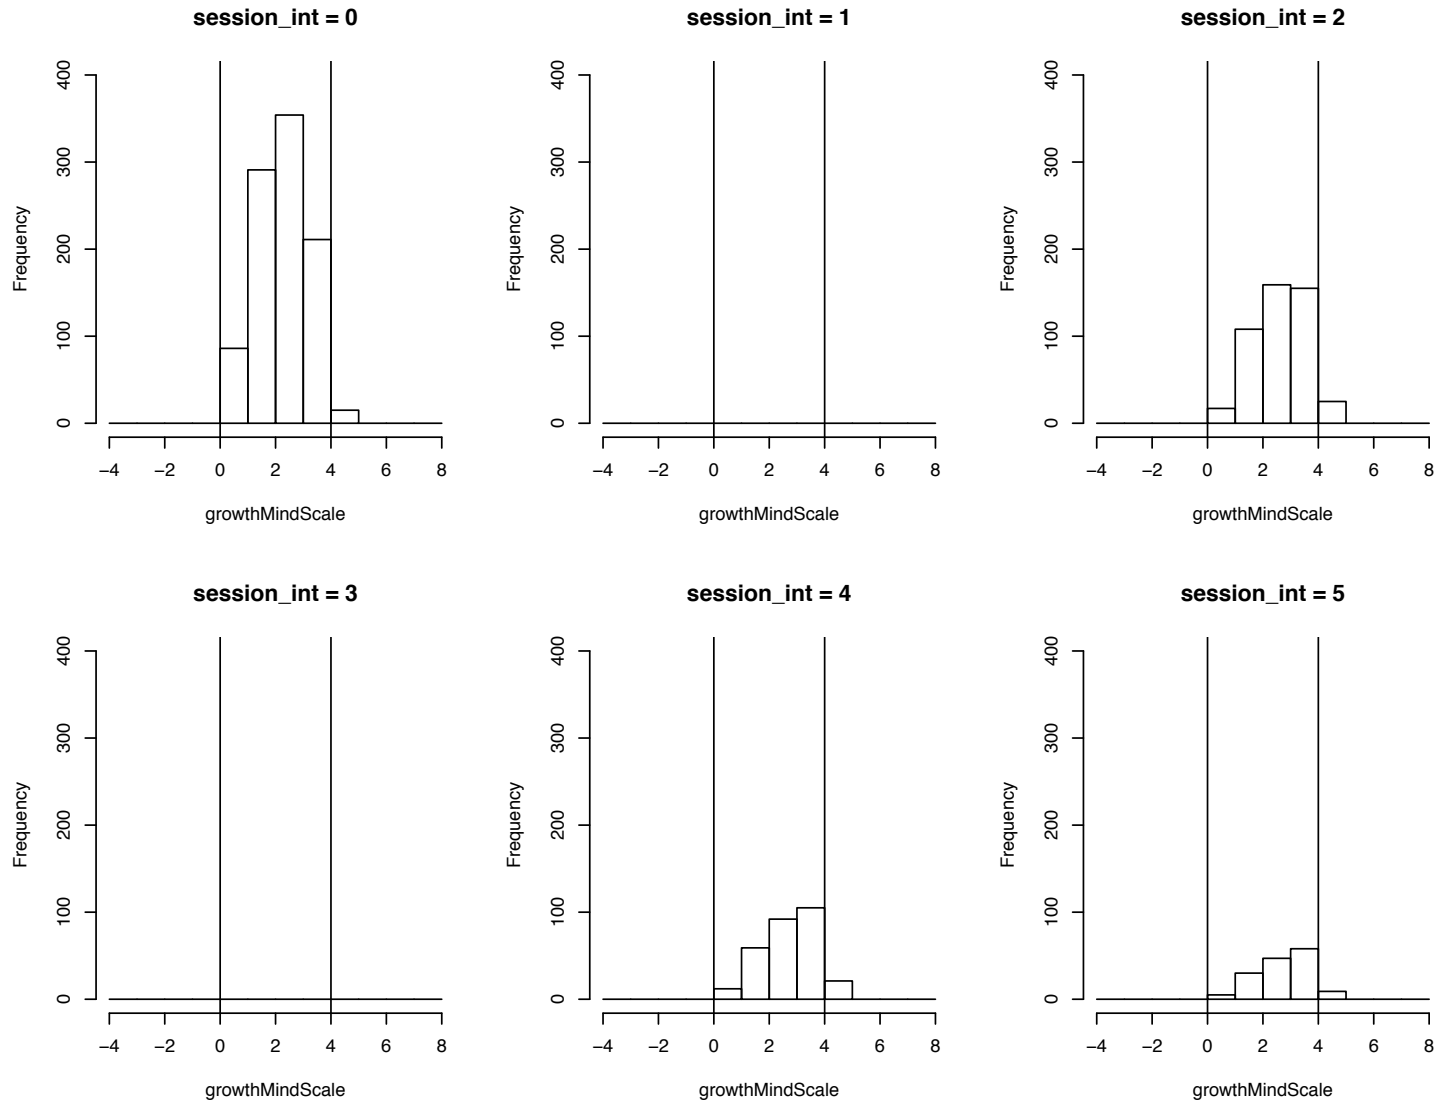 session_int = 0
Frequency
400
300
200
100
0
−4 −2 0 2 4 6 8
growthMindScale
session_int = 1
Frequency
400
300
200
100
0
−4 −2 0 2 4 6 8
growthMindScale
session_int = 2
Frequency
400
300
200
100
0
−4 −2 0 2 4 6 8
growthMindScale
session_int = 3
Frequency
400
300
200
100
0
−4 −2 0 2 4 6 8
growthMindScale
session_int = 4
Frequency
400
300
200
100
0
−4 −2 0 2 4 6 8
growthMindScale
session_int = 5
Frequency
400
300
200
100
0
−4 −2 0 2 4 6 8
growthMindScale